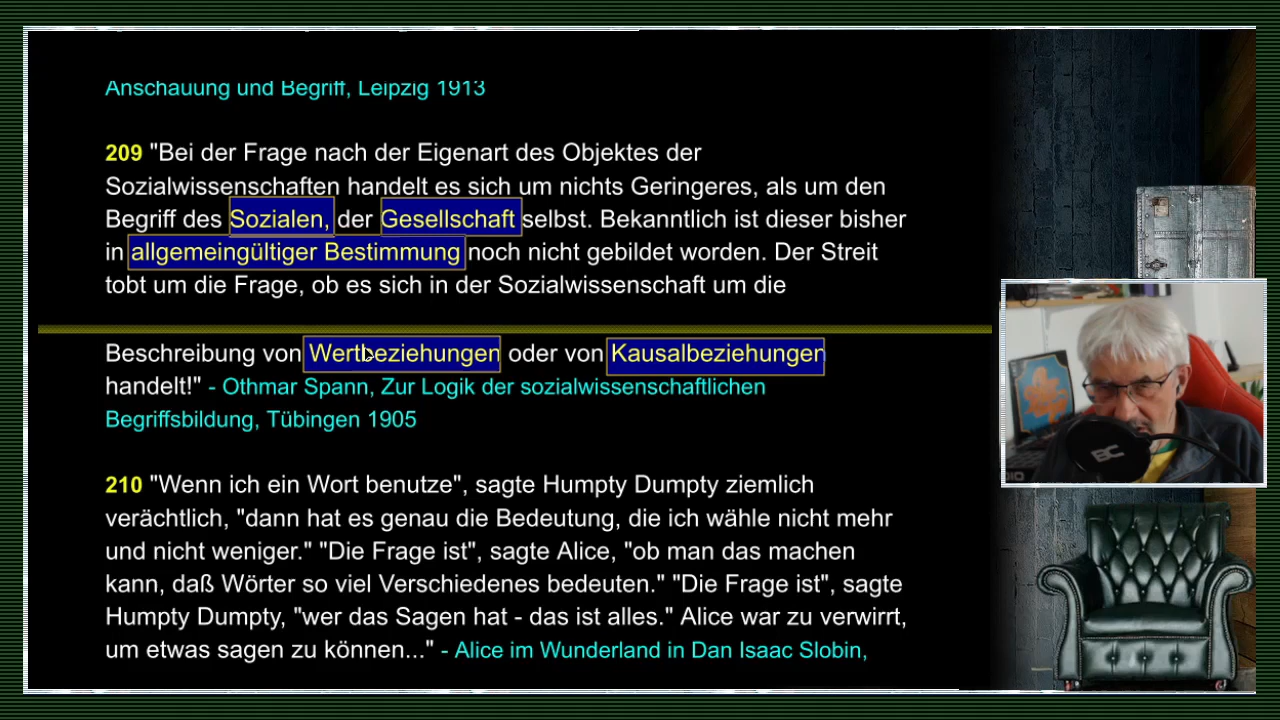 Anschauung und Begriff, Leipzig 1913
209 "Bei der Frage nach der Eigenart des Objektes der
Sozialwissenschaften handelt es sich um nichts Geringeres, als um den
Begriff des Sozialen, der Gesellschaft selbst. Bekanntlich ist dieser bisher
in allgemeingültiger Bestimmung noch nicht gebildet worden. Der Streit
tobt um die Frage, ob es sich in der Sozialwissenschaft um die
Beschreibung von Wertbeziehungen oder von Kausalbeziehungen
handelt!" - Othmar Spann, Zur Logik der sozialwissenschaftlichen
Begriffsbildung, Tübingen 1905
210 "Wenn ich ein Wort benutze", sagte Humpty Dumpty ziemlich
verächtlich, "dann hat es genau die Bedeutung, die ich wähle nicht mehr
und nicht weniger." "Die Frage ist", sagte Alice, "ob man das machen
kann, daß Wörter so viel Verschiedenes bedeuten." "Die Frage ist", sagte
Humpty Dumpty, "wer das Sagen hat - das ist alles." Alice war zu verwirrt,
um etwas sagen zu können..." - Alice im Wunderland in Dan Isaac Slobin,
BC